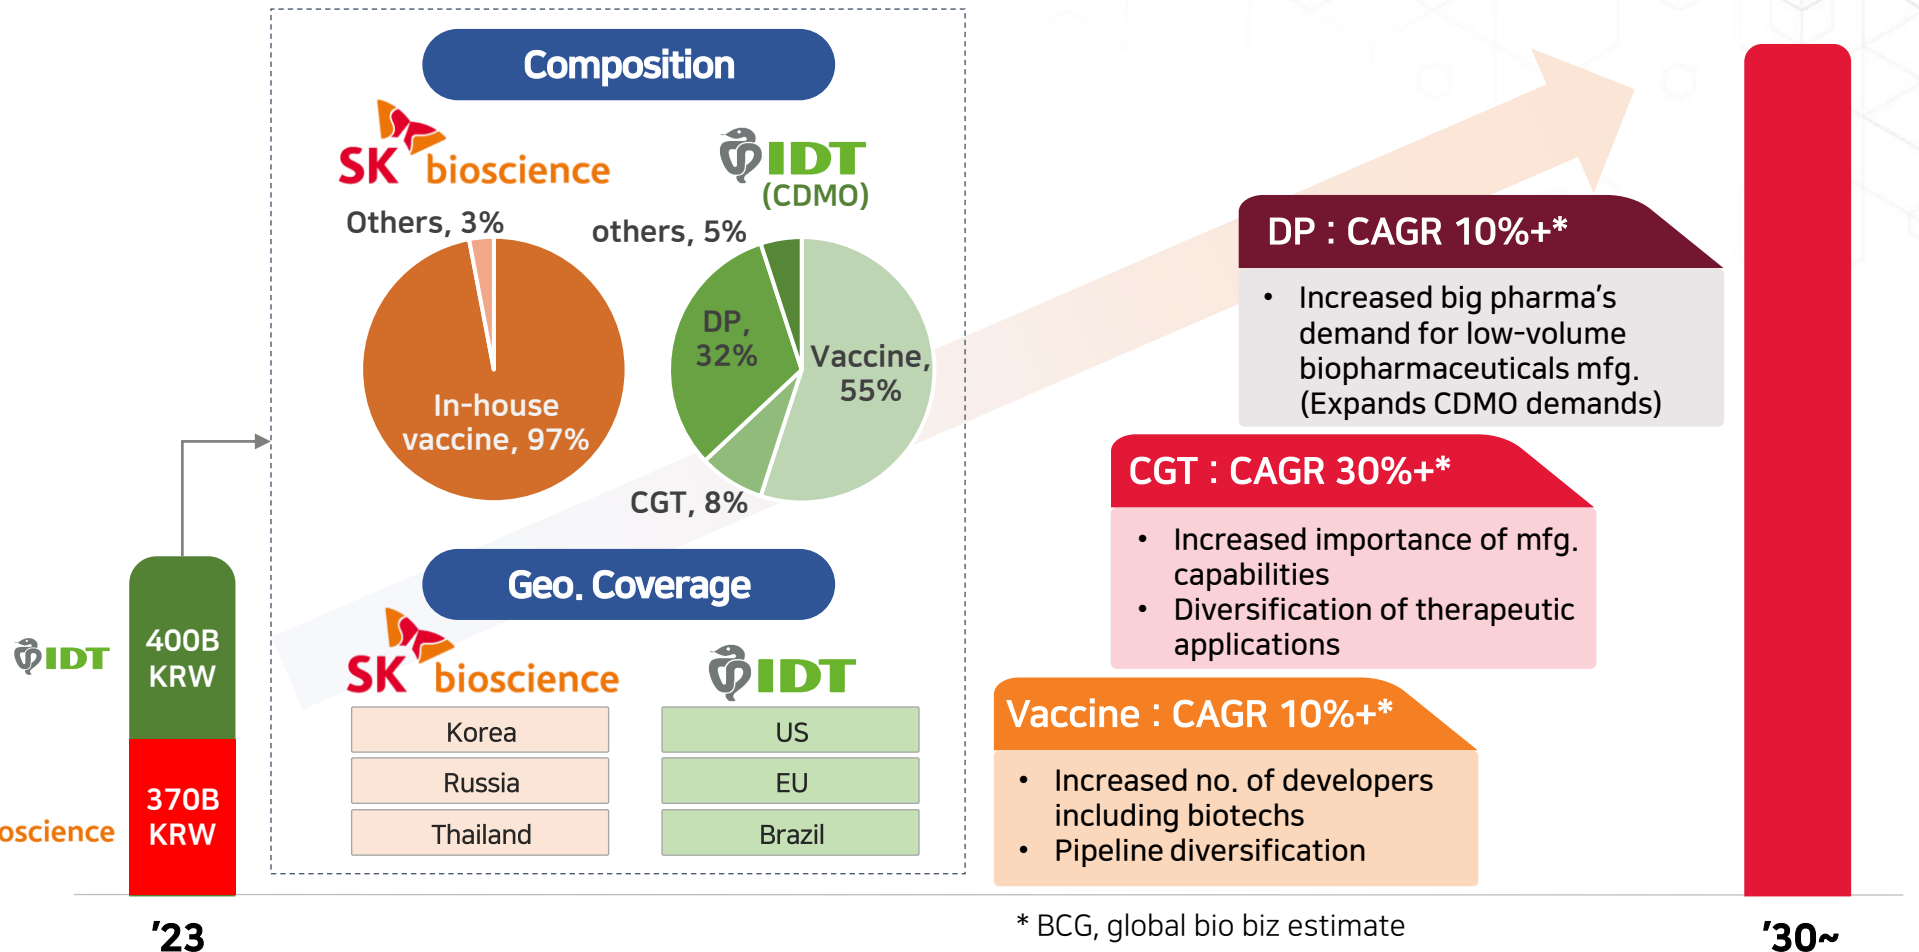 Composition
SK bioscience
IDT
(CDMO)
Others, 3%
others, 5%
In-house
vaccine, 97%
DP,
32%
Vaccine,
55%
CGT, 8%
Geo. Coverage
SK bioscience
IDT
Korea
US
Russia
EU
Thailand
Brazil
IDT
400B
KRW
oscience
370B
KRW
DP : CAGR 10%+*
• Increased big pharma’s
demand for low-volume
biopharmaceuticals mfg.
(Expands CDMO demands)
CGT : CAGR 30%+*
• Increased importance of mfg.
capabilities
• Diversification of therapeutic
applications
Vaccine : CAGR 10%+*
• Increased no. of developers
including biotechs
• Pipeline diversification
* BCG, global bio biz estimate
’23
’30~